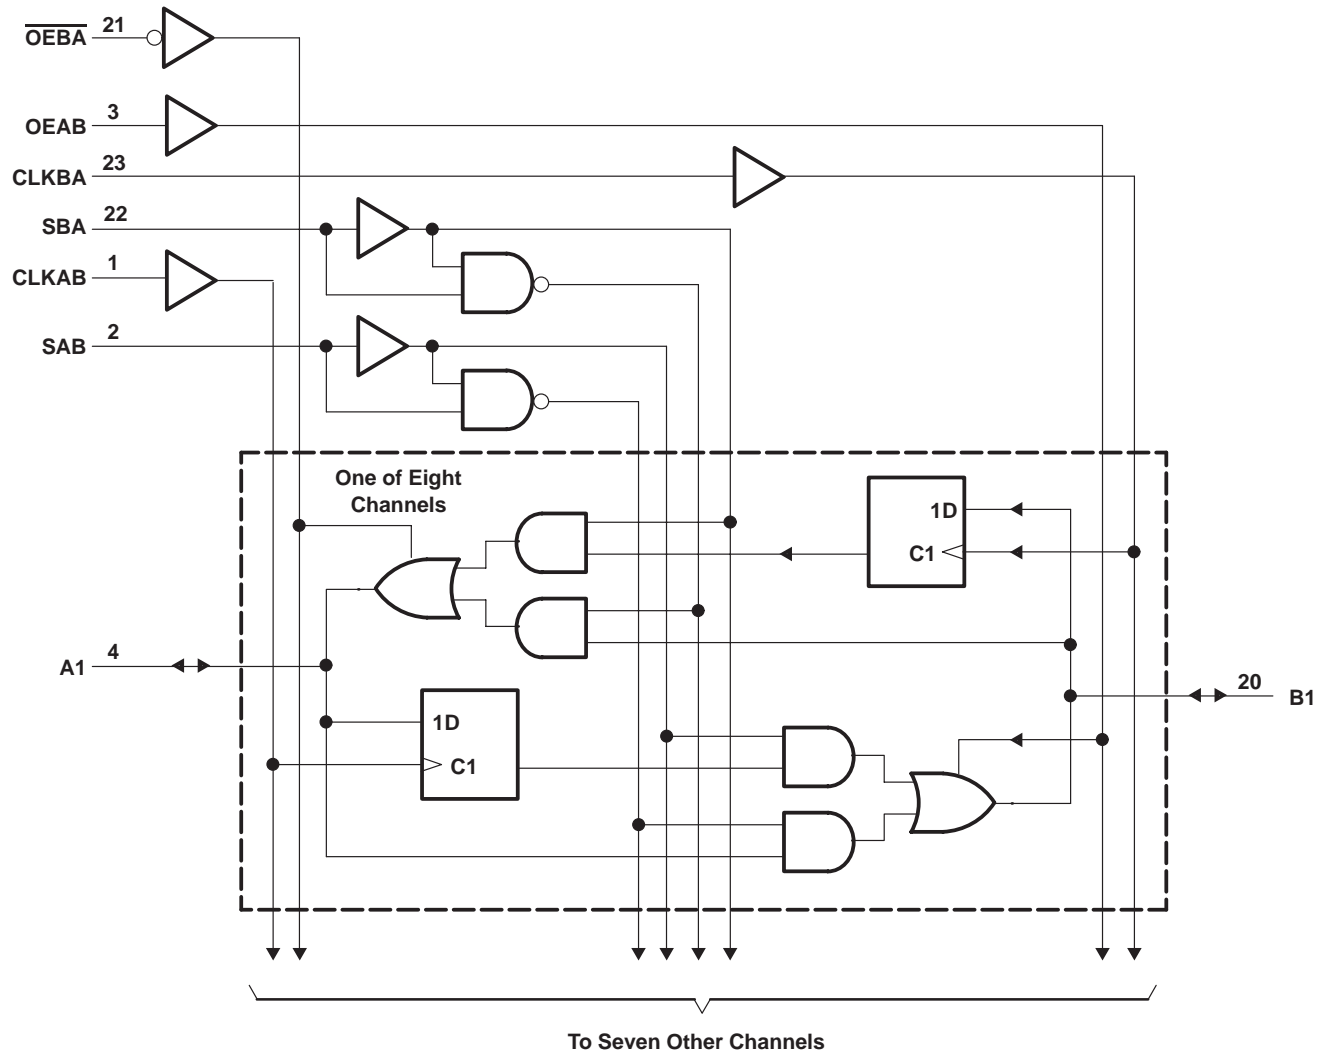 OEBA 21
OEAB 3
CLKBA 23
SBA 22
CLKAB 1
SAB 2
One of Eight
Channels
1D
C1
A1 4
1D
C1
20 B1
To Seven Other Channels